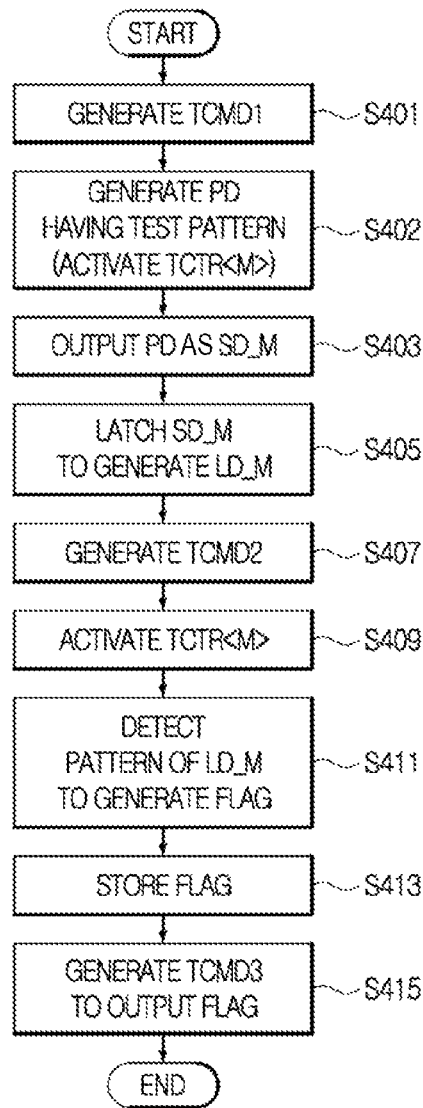 START
GENERATE TCMD1
S401
GENERATE PD
HAVING TEST PATTERN
(ACTIVATE TCTR<M>)
S402
OUTPUT PD AS SD_M
S403
LATCH SD_M
TO GENERATE LD_M
S405
GENERATE TCMD2
S407
ACTIVATE TCTR<M>
S409
DETECT
PATTERN OF LD_M
TO GENERATE FLAG
S411
STORE FLAG
S413
GENERATE TCMD3
TO OUTPUT FLAG
S415
END